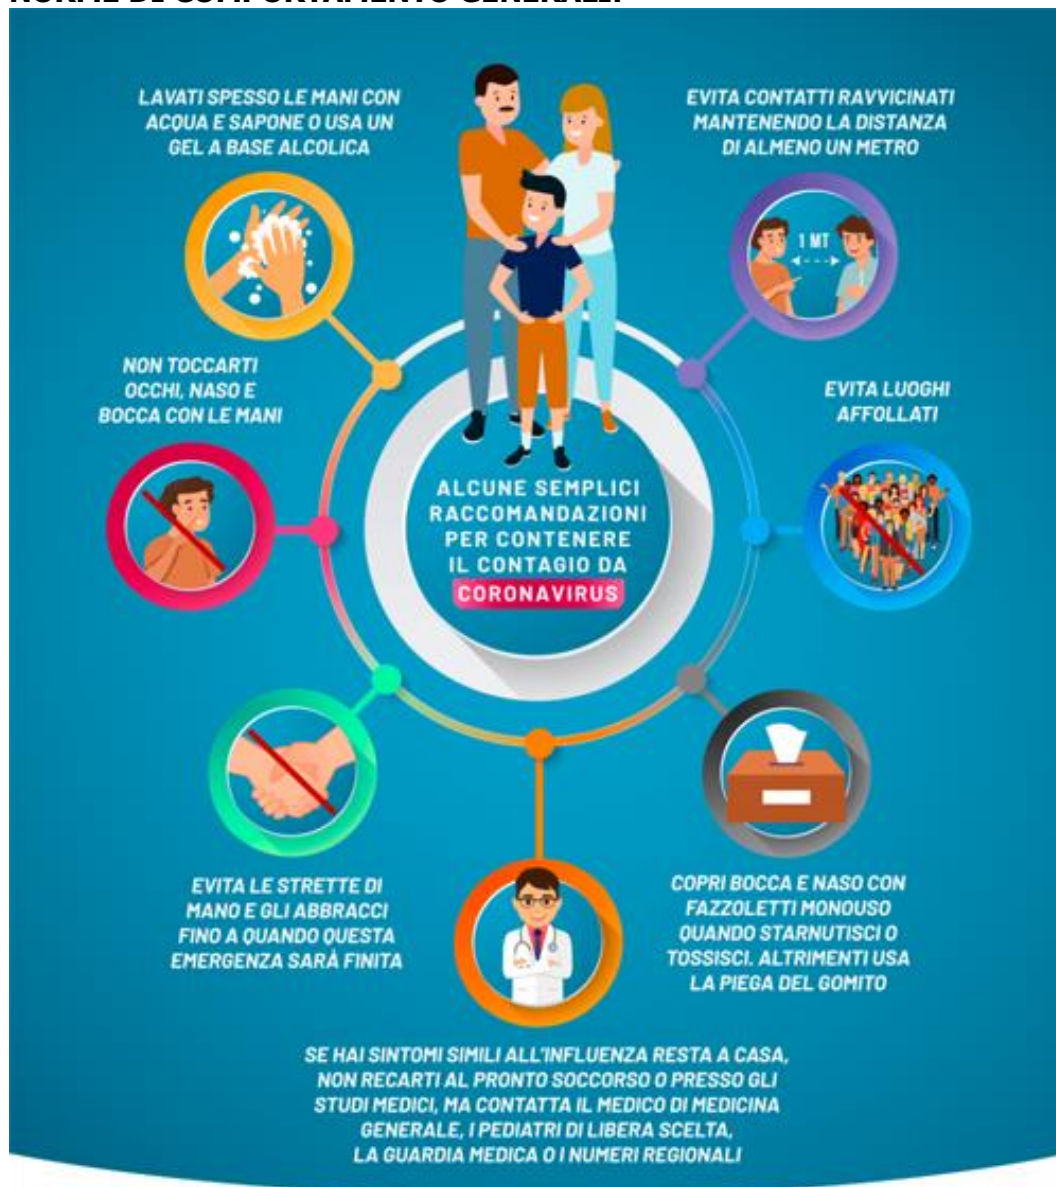 NORME DI COMPORTAMENTO GENERALI:
LAVATI SPESSO LE MANI CON
ACQUA E SAPONE O USA UN
GEL A BASE ALCOLICA
EVITA CONTATTI RAVVICINATI
MANTENENDO LA DISTANZA
DI ALMENO UN METRO
1 MT
NON TOCCARTI
OCCHI, NASO E
BOCCA CON LE MANI
EVITA LUOGHI
AFFOLLATI
ALCUNE SEMPLICI
RACCOMANDAZIONI
PER CONTENERE
IL CONTAGIO DA
CORONAVIRUS
EVITA LE STRETTE DI
MANO E GLI ABBRACCI
FINO A QUANDO QUESTA
EMERGENZA SARÀ FINITA
COPRI BOCCA E NASO CON
FAZZOLETTI MONOUSO
QUANDO STARNUTISCI O
TOSSISCI. ALTRIMENTI USA
LA PIEGA DEL GOMITO
SE HAI SINTOMI SIMILI ALL'INFLUENZA RESTA A CASA,
NON RECARTI AL PRONTO SOCCORSO O PRESSO GLI
STUDI MEDICI, MA CONTATTA IL MEDICO DI MEDICINA
GENERALE, I PEDIATRI DI LIBERA SCELTA,
LA GUARDIA MEDICA O I NUMERI REGIONALI